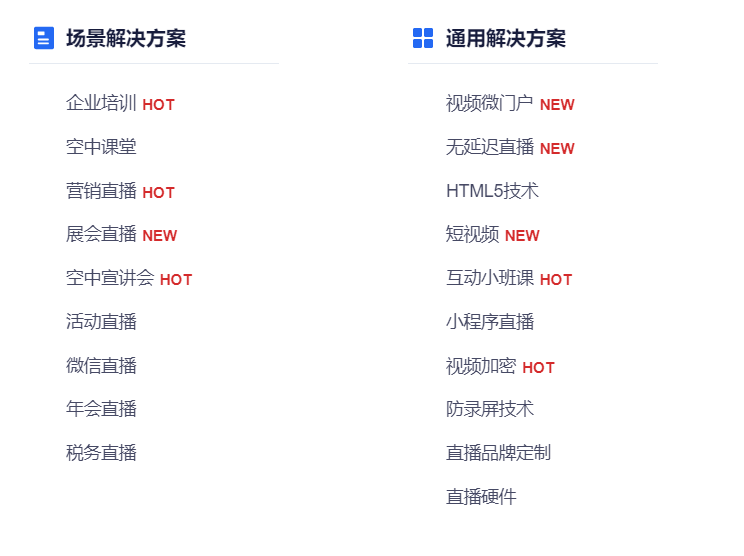 场景解决方案
企业培训 HOT
空中课堂
营销直播 HOT
展会直播 NEW
空中宣讲会 HOT
活动直播
微信直播
年会直播
税务直播
通用解决方案
视频微门户 NEW
无延迟直播 NEW
HTML5技术
短视频 NEW
互动小班课 HOT
小程序直播
视频加密 HOT
防录屏技术
直播品牌定制
直播硬件